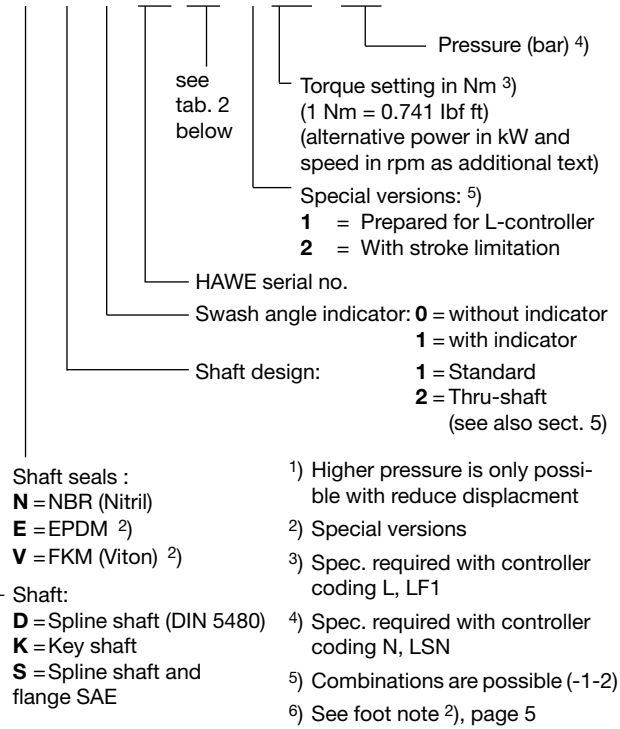 Pressure (bar) 4)
see
tab. 2
below
Torque setting in Nm 3)
(1 Nm = 0.741 lbf ft)
(alternative power in kW and
speed in rpm as additional text)
Special versions: 5)
1 = Prepared for L-controller
2 = With stroke limitation
HAWE serial no.
Swash angle indicator: 0 = without indicator
1 = with indicator
Shaft design: 1 = Standard
2 = Thru-shaft
(see also sect. 5)
Shaft seals :
N = NBR (Nitril)
E = EPDM 2)
V = FKM (Viton) 2)
Shaft:
D = Spline shaft (DIN 5480)
K = Key shaft
S = Spline shaft and
flange SAE
1) Higher pressure is only possi-
ble with reduce displacment
2) Special versions
3) Spec. required with controller
coding L, LF1
4) Spec. required with controller
coding N, LSN
5) Combinations are possible (-1-2)
6) See foot note 2), page 5